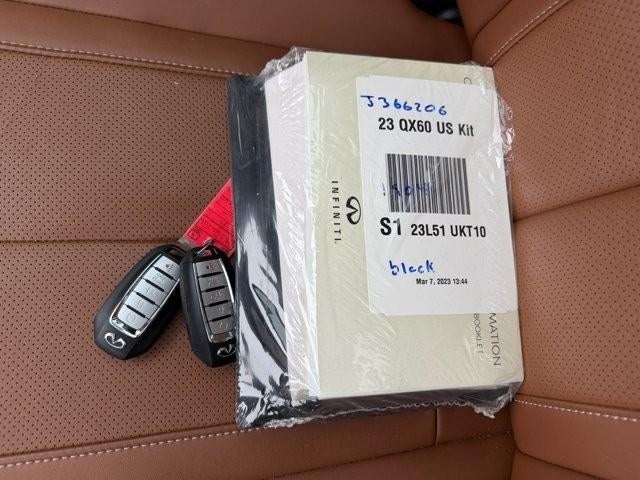 J366206
23 QX60 US Kit
S1 23L51 UKT10
black
Mar 7, 2023 13:44
INFINITI
MATION
BOOKLET